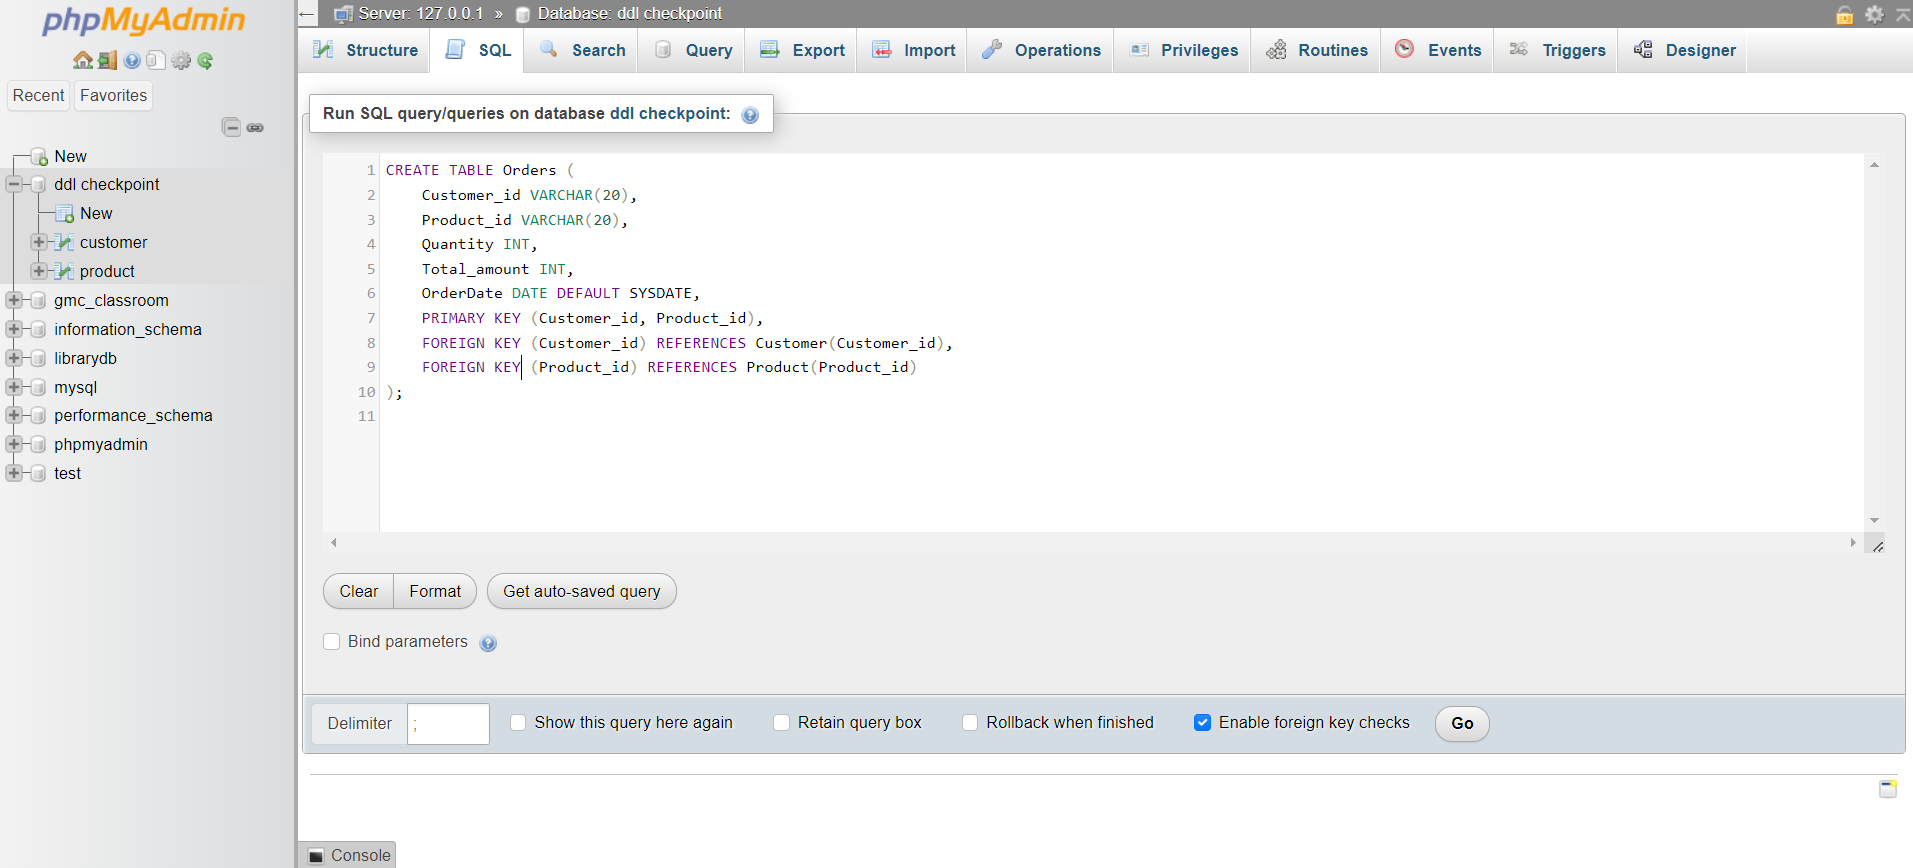 phpMyAdmin
Recent Favorites
New
ddl checkpoint
New
customer
product
gmc_classroom
information_schema
librarydb
mysql
performance_schema
phpmyadmin
test
Server: 127.0.0.1 » Database: ddl checkpoint
Structure SQL Search Query Export Import Operations Privileges Routines Events Triggers Designer
Run SQL query/queries on database ddl checkpoint:
1 CREATE TABLE Orders (
2 Customer_id VARCHAR(20),
3 Product_id VARCHAR(20),
4 Quantity INT,
5 Total_amount INT,
6 OrderDate DATE DEFAULT SYSDATE,
7 PRIMARY KEY (Customer_id, Product_id),
8 FOREIGN KEY (Customer_id) REFERENCES Customer(Customer_id),
9 FOREIGN KEY (Product_id) REFERENCES Product(Product_id)
10 );
11
Clear Format Get auto-saved query
Bind parameters
Delimiter ; Show this query here again Retain query box Rollback when finished Enable foreign key checks Go
Console